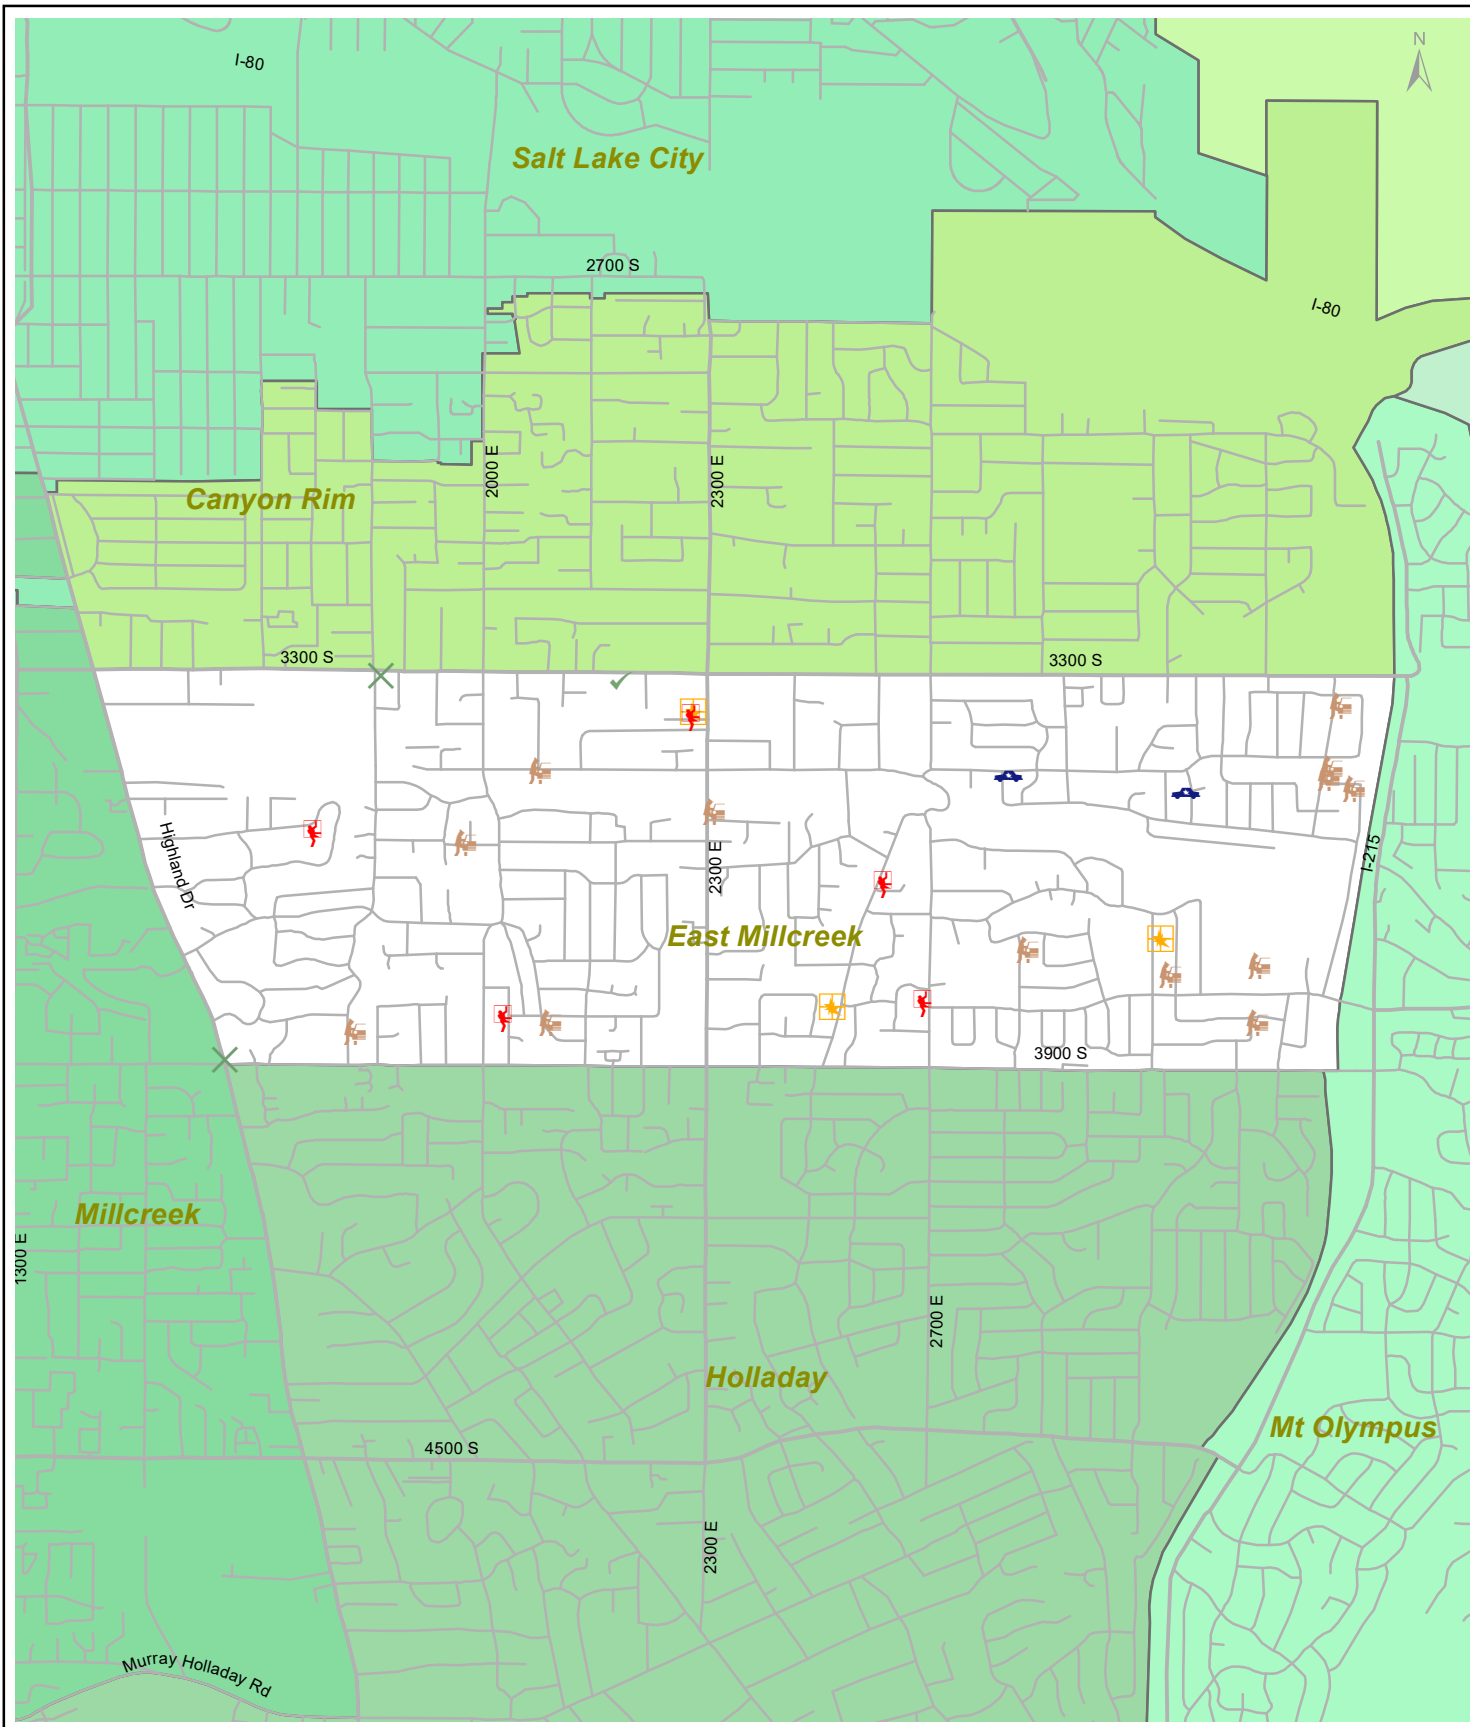 N
I-80
Salt Lake City
2700 S
I-80
2000 E
2300 E
Canyon Rim
3300 S
3300 S
Highland Dr
2300 E
I-215
East Millcreek
3900 S
Millcreek
1300 E
2700 E
Holladay
Mt Olympus
4500 S
2300 E
Murray Holladay Rd